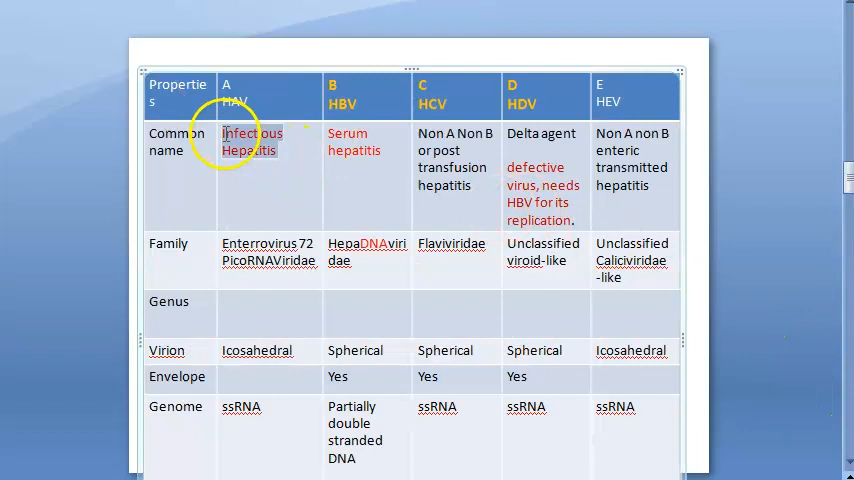 Propertie
s
A
HAV
B
HBV
C
HCV
D
HDV
E
HEV
Common
name
Infectious
Hepatitis
Serum
hepatitis
Non A Non B
or post
transfusion
hepatitis
Delta agent
defective
virus, needs
HBV for its
replication.
Non A non B
enteric
transmitted
hepatitis
Family
Enterrovirus 72
PicoRNAViridae
HepaDNAviri
dae
Flaviviridae
Unclassified
viroid-like
Unclassified
Caliciviridae
-like
Genus
Virion
Icosahedral
Spherical
Spherical
Spherical
Icosahedral
Envelope
Yes
Yes
Yes
Genome
ssRNA
Partially
double
stranded
DNA
ssRNA
ssRNA
ssRNA